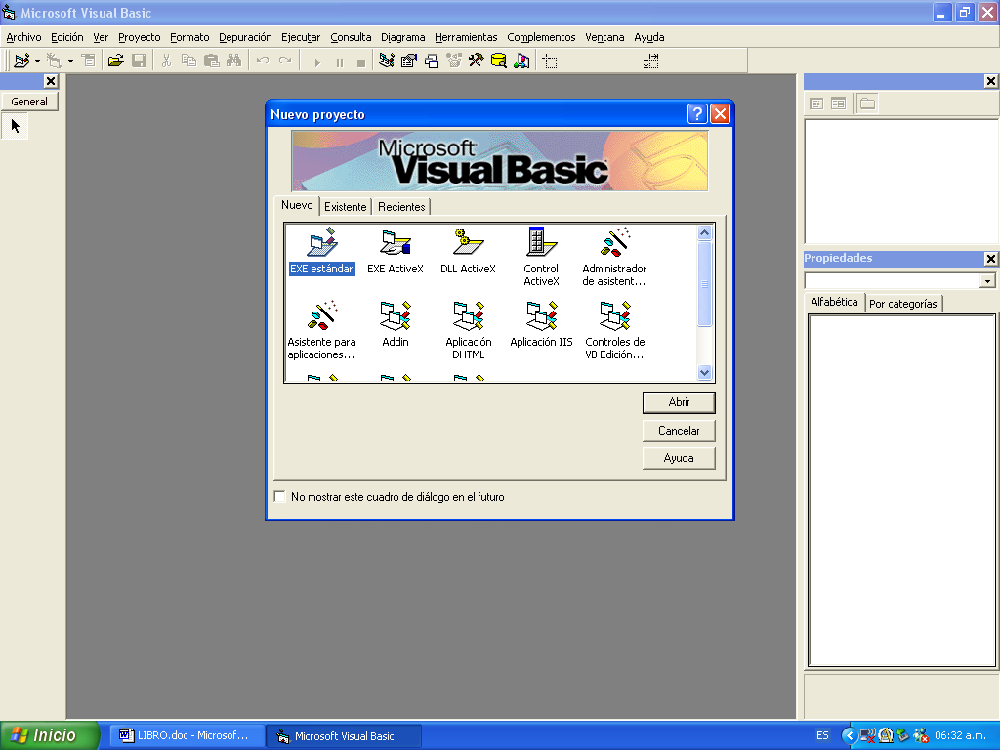 Microsoft Visual Basic
Archivo Edición Ver Proyecto Formato Depuración Ejecutar Consulta Diagrama Herramientas Complementos Ventana Ayuda
General
Nuevo proyecto
Microsoft
Visual Basic
Nuevo Existente Recientes
EXE estándar EXE ActiveX DLL ActiveX Control ActiveX Administrador de asistent...
Asistente para aplicaciones... Addin Aplicación DHTML Aplicación IIS Controles de VB Edición...
Abrir
Cancelar
Ayuda
No mostrar este cuadro de diálogo en el futuro
Propiedades
Alfabética Por categorías
Inicio LIBRO.doc - Microsof... Microsoft Visual Basic ES 06:32 a.m.